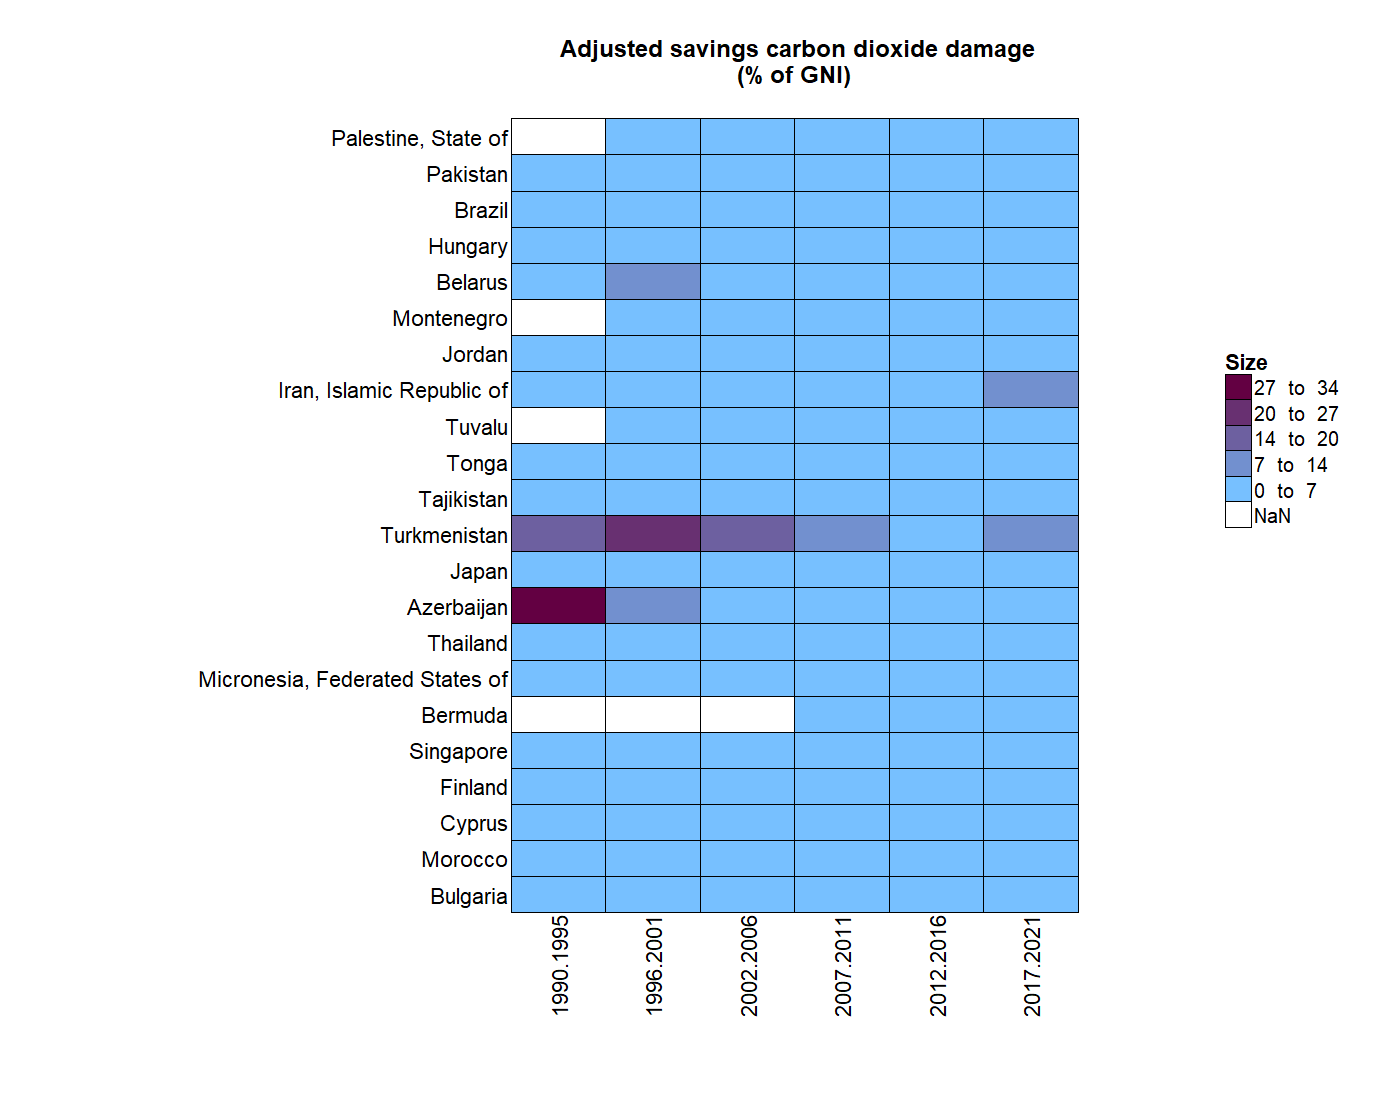 Adjusted savings carbon dioxide damage
(% of GNI)
Palestine, State of
Pakistan
Brazil
Hungary
Belarus
Montenegro
Jordan
Iran, Islamic Republic of
Tuvalu
Tonga
Tajikistan
Turkmenistan
Japan
Azerbaijan
Thailand
Micronesia, Federated States of
Bermuda
Singapore
Finland
Cyprus
Morocco
Bulgaria
1990.1995
1996.2001
2002.2006
2007.2011
2012.2016
2017.2021
Size
27 to 34
20 to 27
14 to 20
7 to 14
0 to 7
NaN